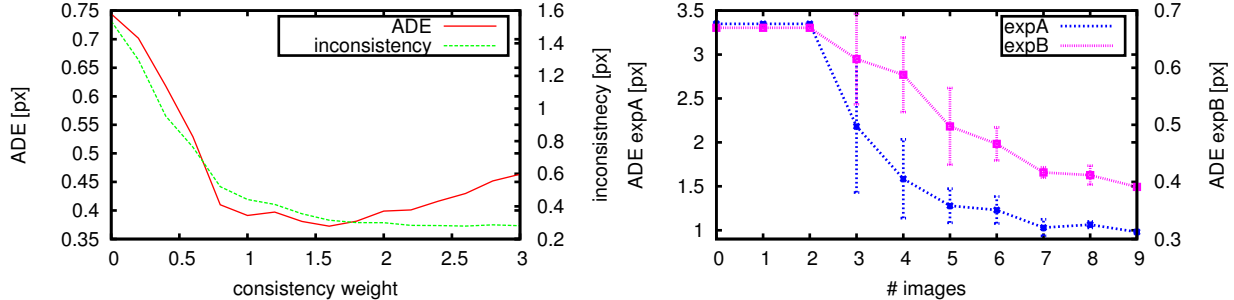 ADE [px]
0.75
0.7
0.65
0.6
0.55
0.5
0.45
0.4
0.35
ADE
inconsistency
1.6
1.4
1.2
1
0.8
0.6
0.4
0.2
inconsistnecy [px]
0 0.5 1 1.5 2 2.5 3
consistency weight
ADE expA [px]
3.5
3
2.5
2
1.5
1
expA
expB
0.7
0.6
0.5
0.4
0.3
ADE expB [px]
0 1 2 3 4 5 6 7 8 9
# images